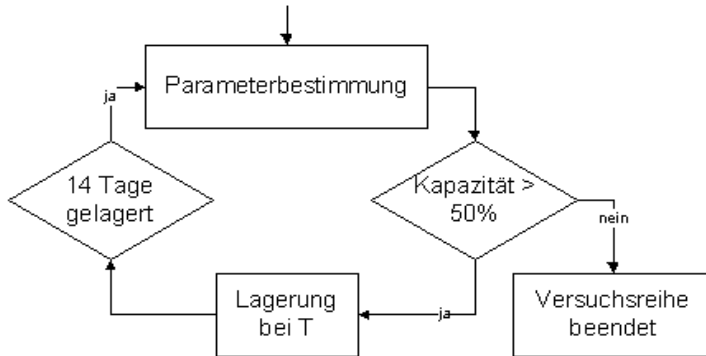 Parameterbestimmung
ja
14 Tage
gelagert
Kapazität >
50%
nein
Lagerung
bei T
ja
Versuchsreihe
beendet